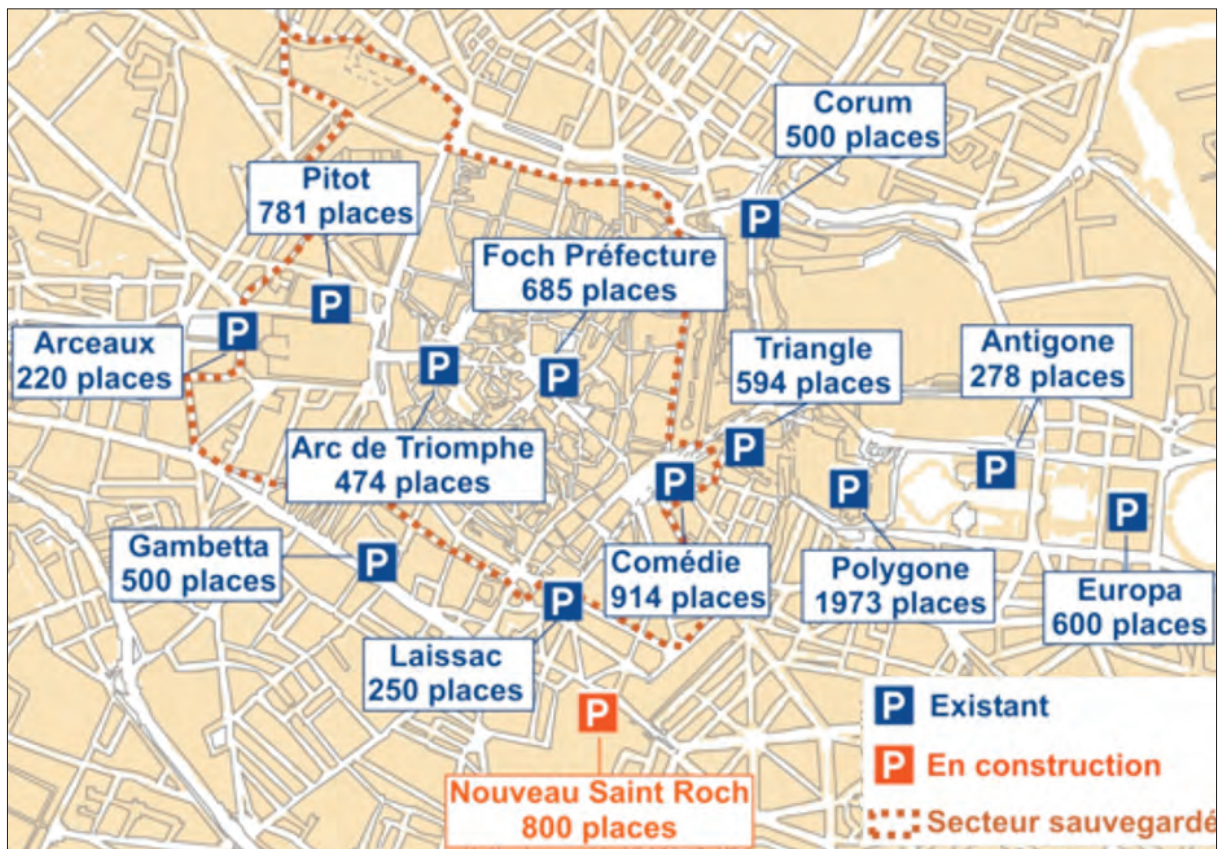 Corum
500 places
Pitot
781 places
Foch Préfecture
685 places
P
P
P
Arceaux
220 places
Triangle
594 places
Antigone
278 places
P
P
Arc de Triomphe
474 places
P
P
P
P
P
Gambetta
500 places
P
Comédie
914 places
Polygone
1973 places
Europa
600 places
P
Laissac
250 places
P
Nouveau Saint Roch
800 places
P Existant
P En construction
Secteur sauvegardé